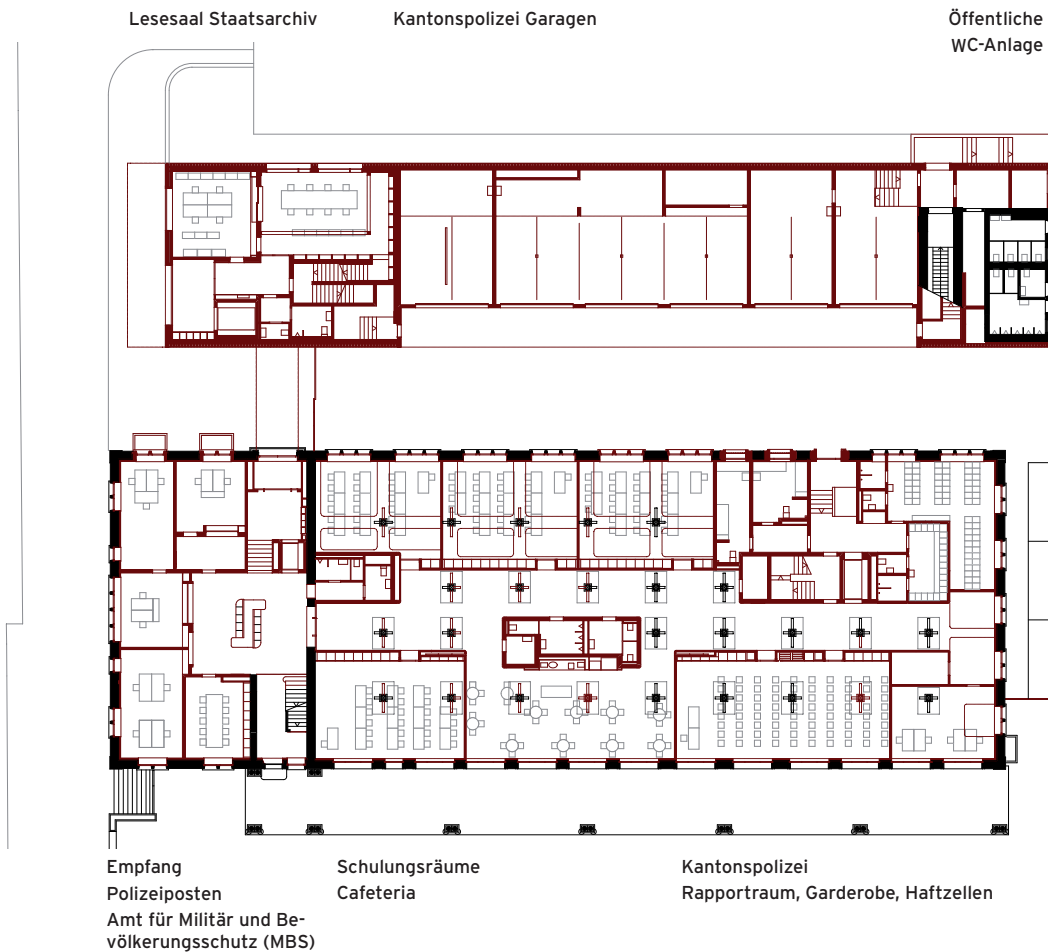 Lesesaal Staatsarchiv
Kantonspolizei Garagen
Öffentliche
WC-Anlage
Empfang
Polizeiposten
Amt für Militär und Be-
völkerungsschutz (MBS)
Schulungsräume
Cafeteria
Kantonspolizei
Rapportraum, Garderobe, Haftzellen